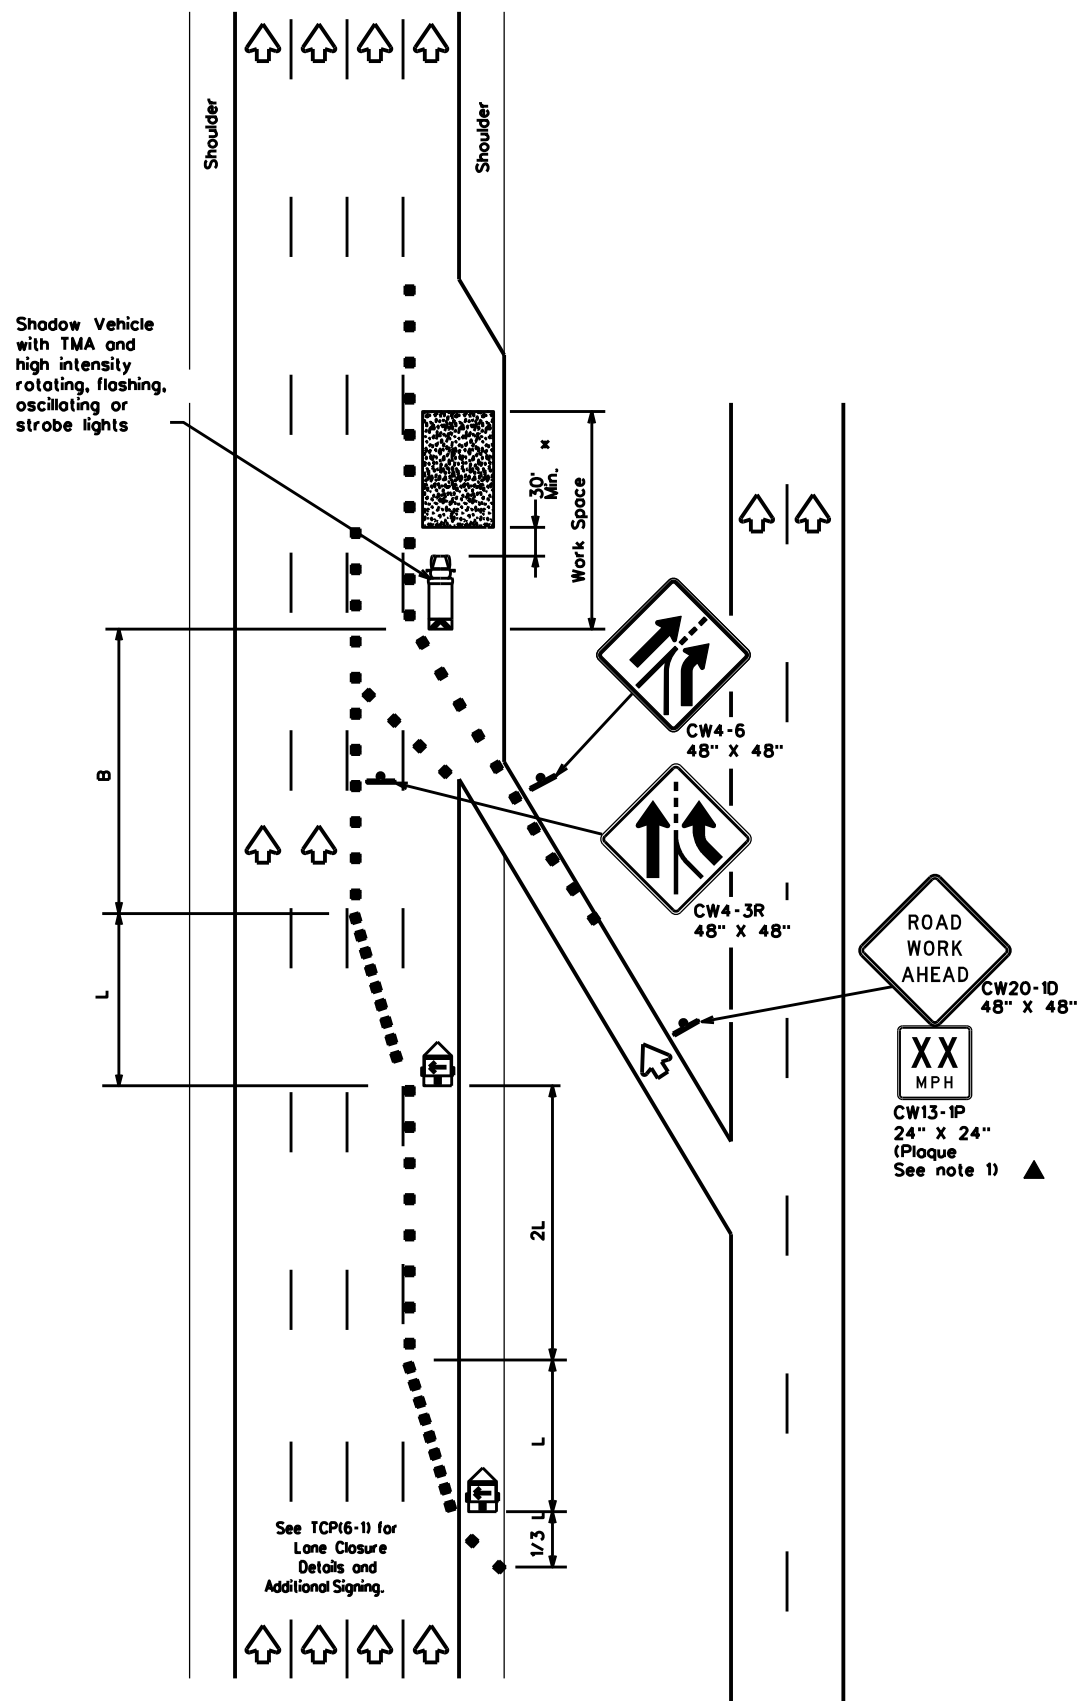 Shoulder
Shoulder
Shadow Vehicle
with TMA and
high intensity
rotating, flashing,
oscillating or
strobe lights
30'
Min. x
Work Space
CW4-6
48" X 48"
B
CW4-3R
48" X 48"
ROAD
WORK
AHEAD
CW20-1D
48" X 48"
L
XX
MPH
CW13-1P
24" X 24"
(Plaque
See note 1)
2L
L
1/3 L
See TCP(6-1) for
Lane Closure
Details and
Additional Signing.